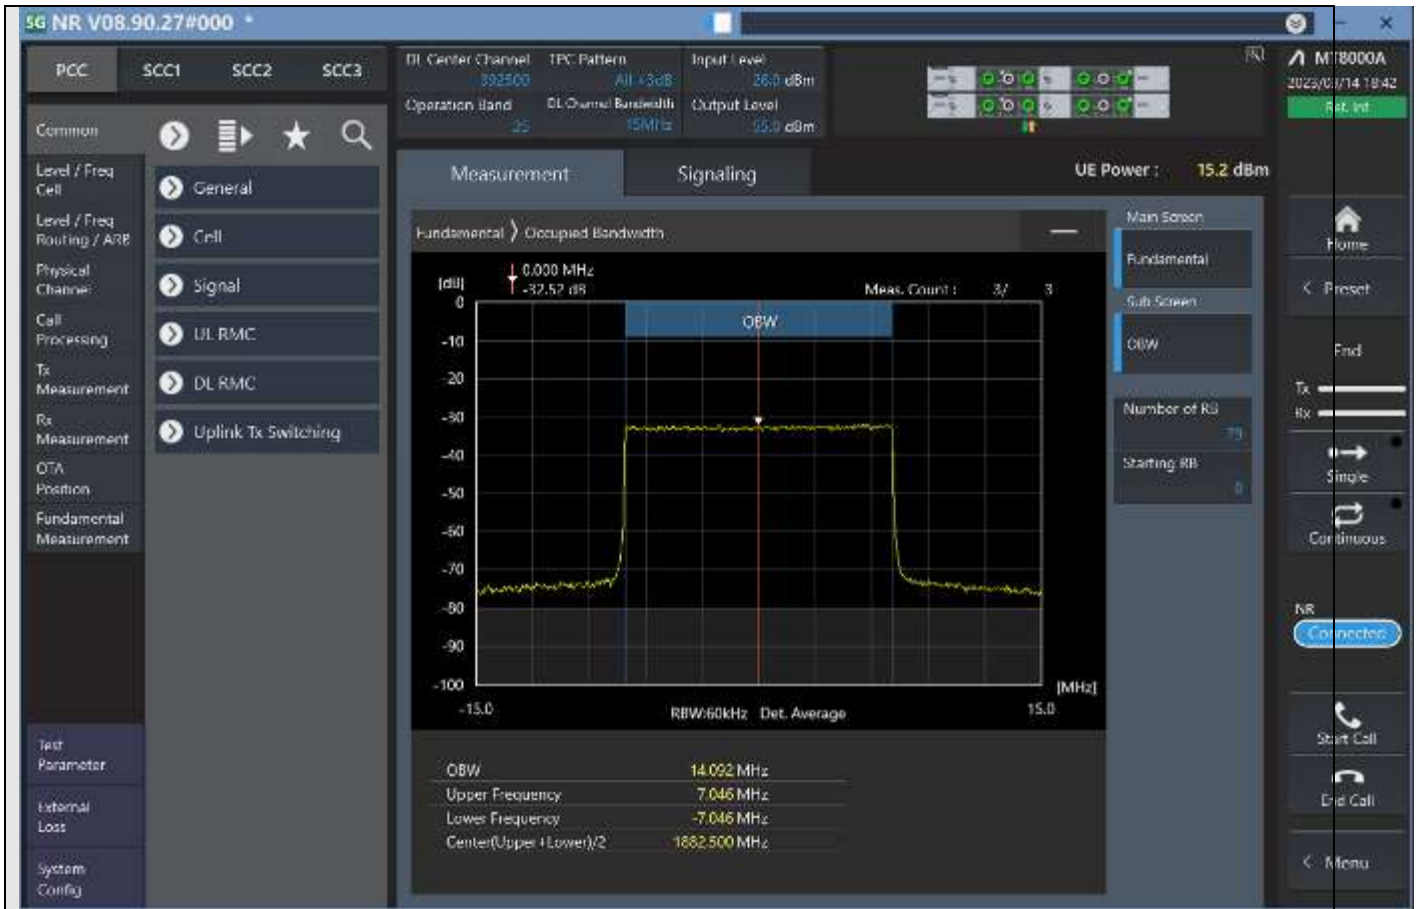 5G NR V08.90.27#000 *
PCC SCC1 SCC2 SCC3
DL Center Channel 392500
TPC Pattern All +3dB
Input Level 26.0 dBm
Operation Band 25
DL Channel Bandwidth 15MHz
Output Level -55.0 dBm
MT8000A
2023/03/14 18:42
Ref. Int
Common
Level / Freq
Cell
Level / Freq
Routing / ARB
Physical
Channel
Call
Processing
Tx
Measurement
Rx
Measurement
OTA
Position
Fundamental
Measurement
Test
Parameter
External
Loss
System
Config
General
Cell
Signal
UL RMC
DL RMC
Uplink Tx Switching
Measurement Signaling
UE Power : 15.2 dBm
Fundamental Occupied Bandwidth
0.000 MHz
-32.52 dB
Meas. Count : 3/ 3
[dB]
OBW
0
-10
-20
-30
-40
-50
-60
-70
-80
-90
-100
[MHz]
-15.0 RBW:60kHz Det. Average 15.0
OBW 14.092 MHz
Upper Frequency 7.046 MHz
Lower Frequency -7.046 MHz
Center(Upper+Lower)/2 1882.500 MHz
Main Screen
Fundamental
Sub Screen
OBW
Number of RB
79
Starting RB
0
Home
< Preset
End
Tx
Rx
Single
Continuous
NR
Connected
Start Call
End Call
< Menu